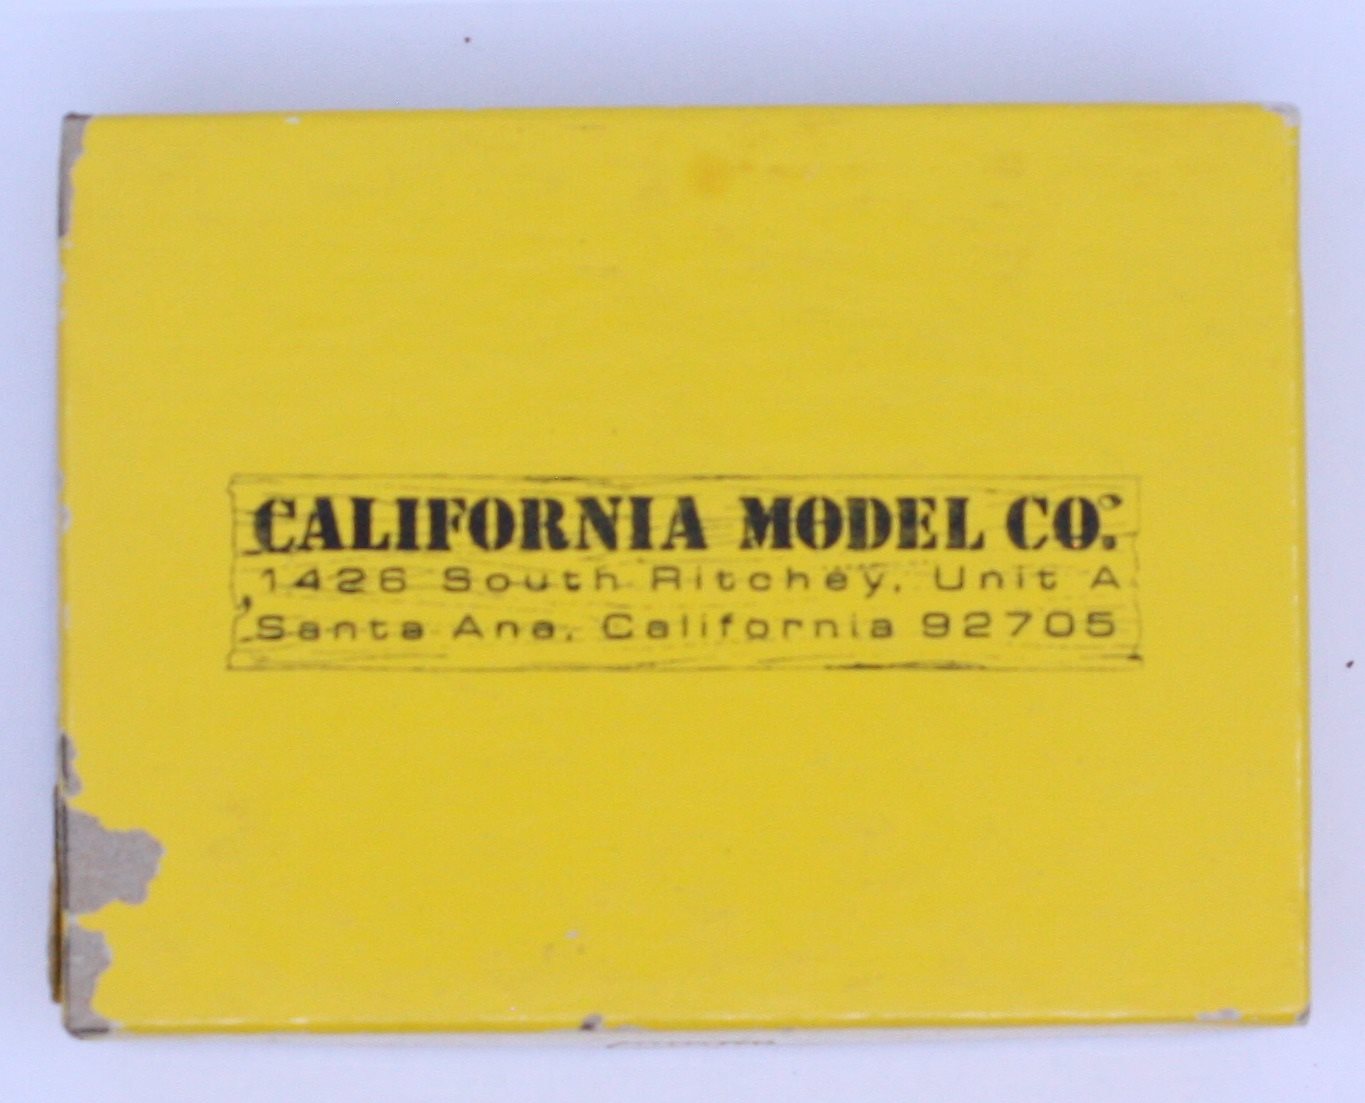 CALIFORNIA MODEL CO.
1426 South Ritchey, Unit A
Santa Ana, California 92705